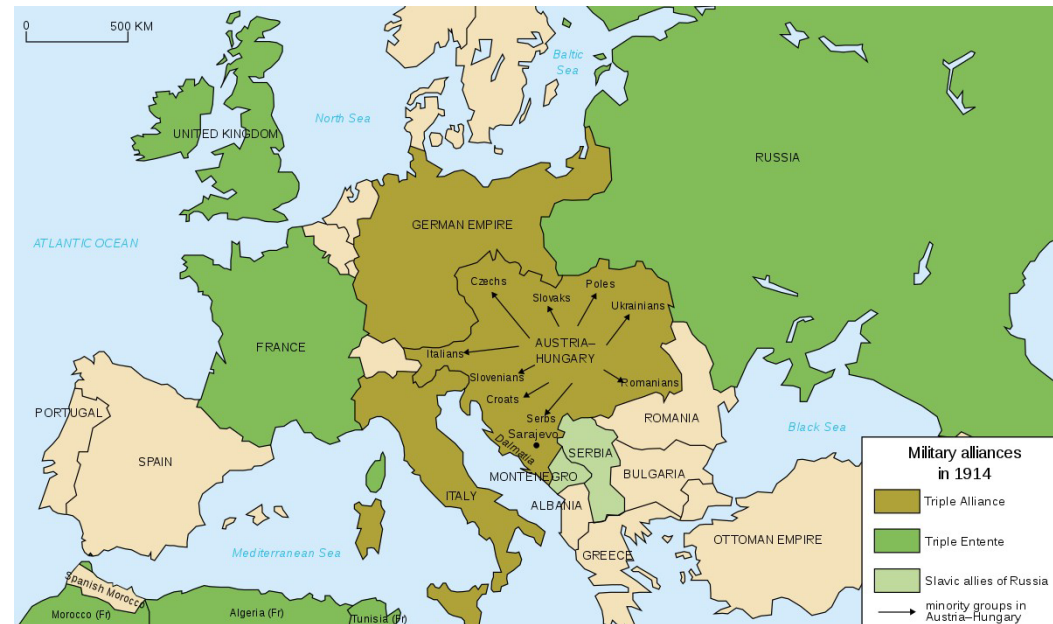 0 500 KM
Baltic
Sea
North Sea
UNITED KINGDOM
RUSSIA
ATLANTIC OCEAN
GERMAN EMPIRE
Czechs
Slovaks
Poles
Ukrainians
FRANCE
AUSTRIA–
HUNGARY
Italians
Slovenians
Romanians
Croats
Serbs
PORTUGAL
ROMANIA
Black Sea
Sarajevo
Dalmatia
SERBIA
SPAIN
MONTENEGRO
BULGARIA
ITALY
ALBANIA
OTTOMAN EMPIRE
Mediterranean Sea
GREECE
Spanish Morocco
Morocco (Fr)
Algeria (Fr)
Tunisia (Fr)
Military alliances
in 1914
Triple Alliance
Triple Entente
Slavic allies of Russia
minority groups in
Austria–Hungary